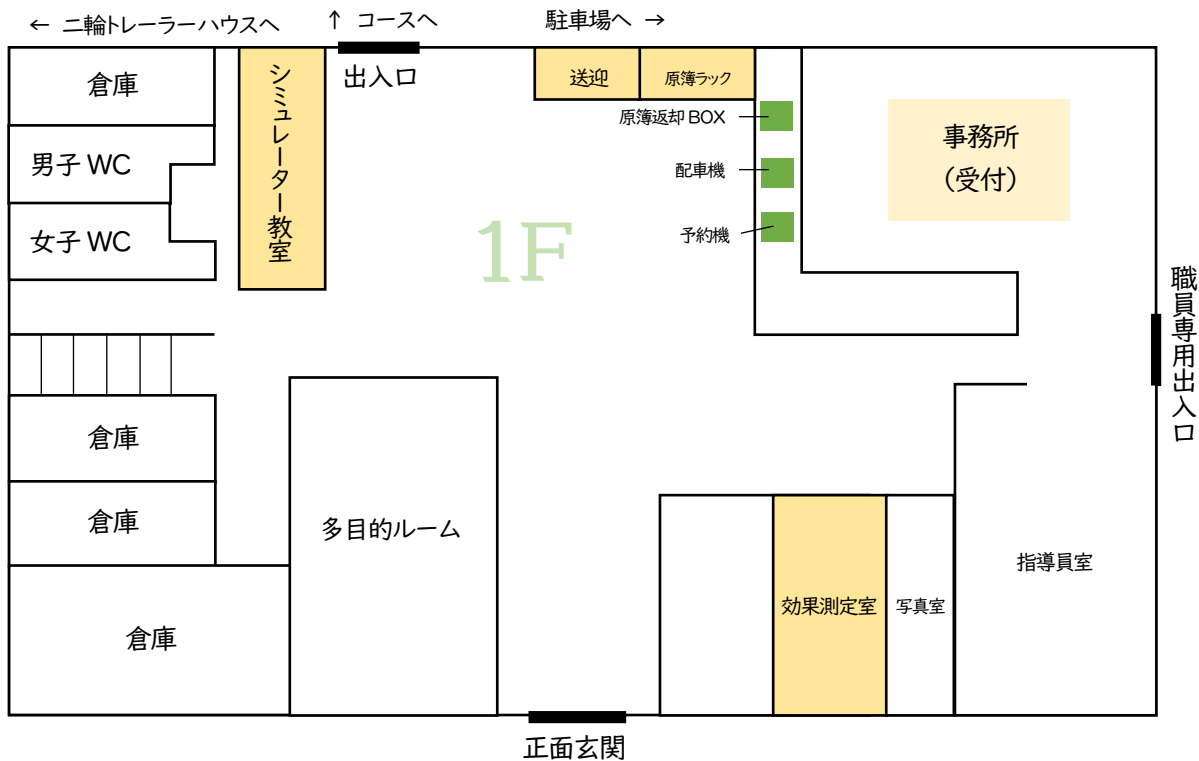 ← 二輪トレーラーハウスへ
↑ コースへ
駐車場へ →
倉庫
シミュレーター教室
出入口
送迎
原簿ラック
原簿返却 BOX
事務所
(受付)
男子 WC
配車機
女子 WC
1F
予約機
職員専用出入口
倉庫
倉庫
多目的ルーム
指導員室
効果測定室
写真室
倉庫
正面玄関